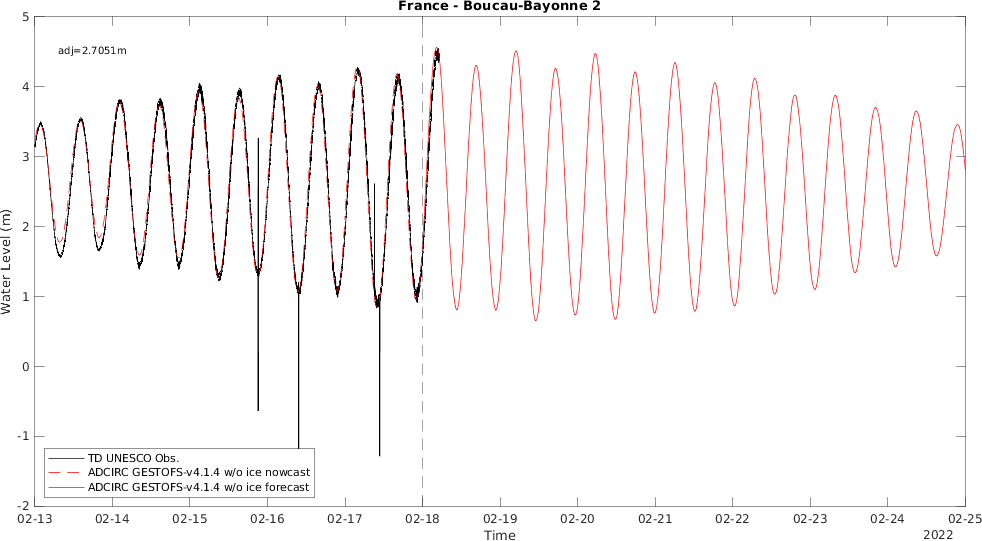 France - Boucau-Bayonne 2
adj=2.7051m
5
4
3
2
1
0
-1
-2
Water Level (m)
TD UNESCO Obs.
ADCIRC GESTOFS-v4.1.4 w/o ice nowcast
ADCIRC GESTOFS-v4.1.4 w/o ice forecast
02-13 02-14 02-15 02-16 02-17 02-18 02-19 02-20 02-21 02-22 02-23 02-24 02-25
Time
2022